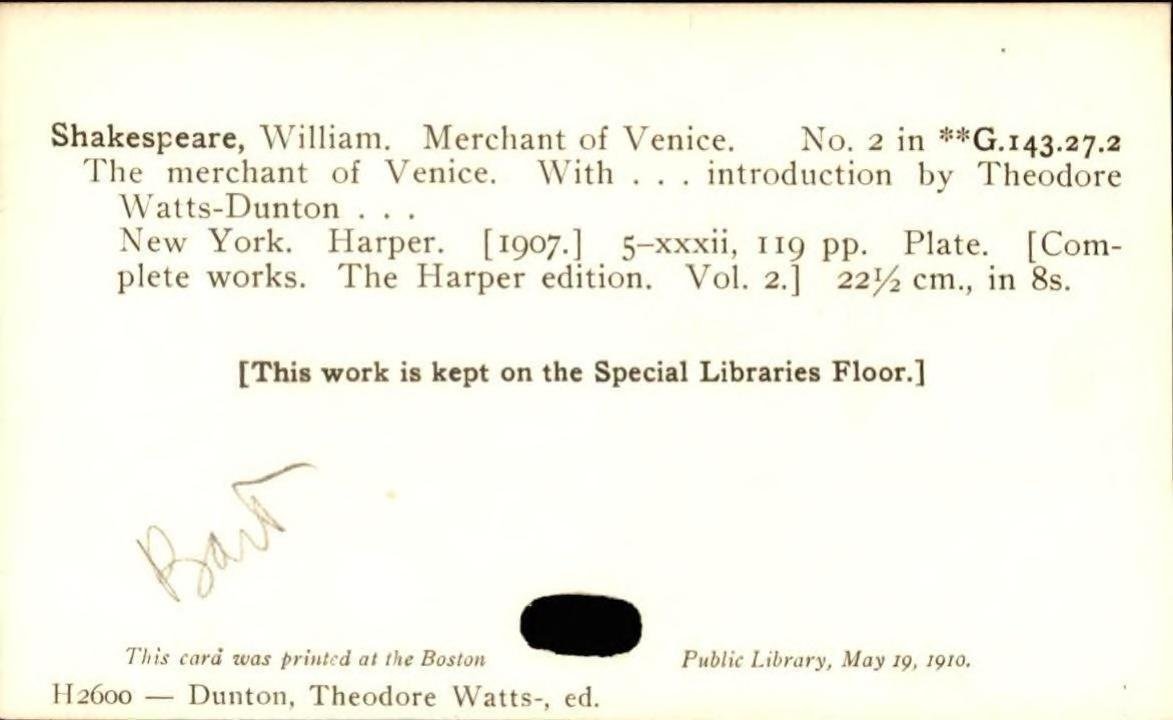 Shakespeare, William. Merchant of Venice. No. 2 in **G.143.27.2
The merchant of Venice. With . . . introduction by Theodore
Watts-Dunton . . .
New York. Harper. [1907.] 5–xxxii, 119 pp. Plate. [Com-
plete works. The Harper edition. Vol. 2.] 22½ cm., in 8s.
[This work is kept on the Special Libraries Floor.]
Bart
This card was printed at the Boston Public Library, May 19, 1910.
H2600 — Dunton, Theodore Watts-, ed.